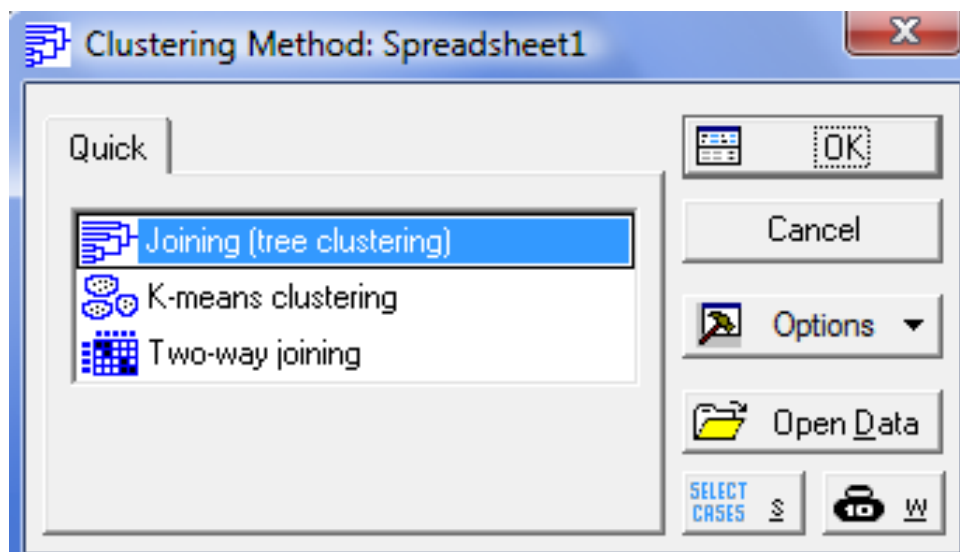 Clustering Method: Spreadsheet1
Quick
Joining (tree clustering)
K-means clustering
Two-way joining
OK
Cancel
Options
Open Data
SELECT
CASES S
10 W